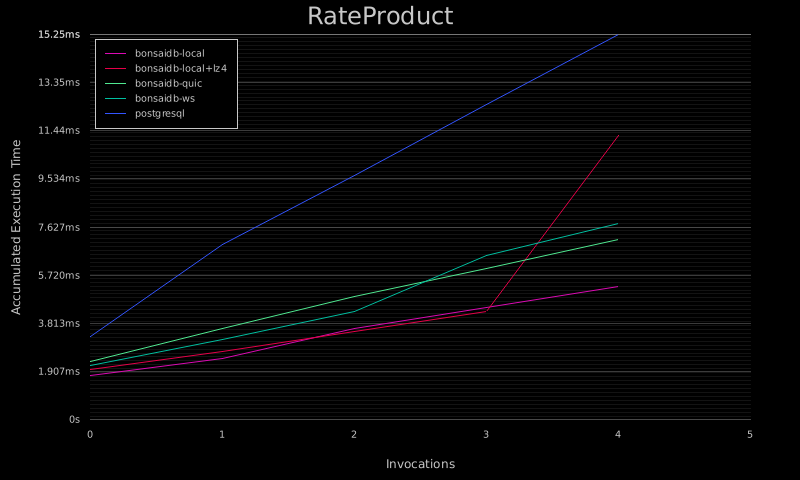 RateProduct
15.25ms
bonsaidb-local
bonsaidb-local+lz4
bonsaidb-quic
bonsaidb-ws
postgresql
13.35ms
11.44ms
9.534ms
7.627ms
5.720ms
3.813ms
1.907ms
0s
Accumulated Execution Time
0 1 2 3 4 5
Invocations